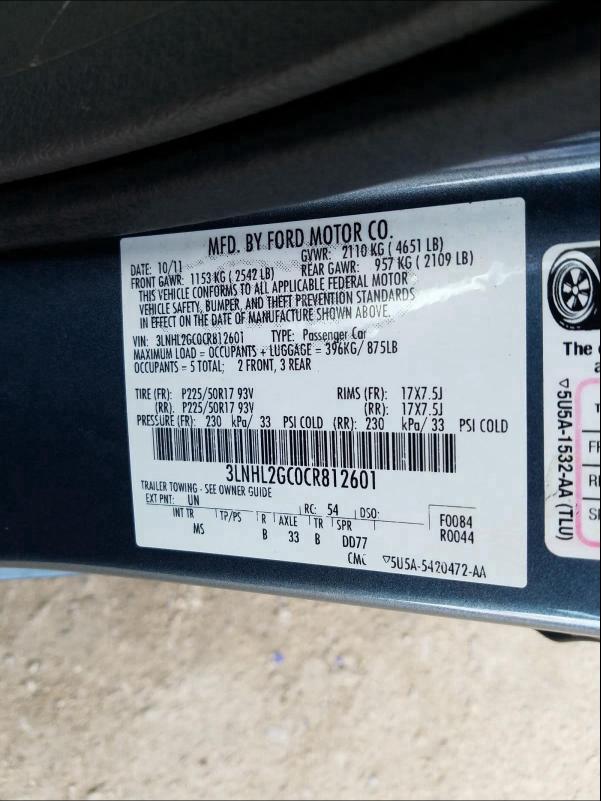 MFD. BY FORD MOTOR CO.
DATE: 10/11 GVWR: 2110 KG ( 4651 LB)
FRONT GAWR: 1153 KG ( 2542 LB) REAR GAWR: 957 KG ( 2109 LB)
THIS VEHICLE CONFORMS TO ALL APPLICABLE FEDERAL MOTOR
VEHICLE SAFETY, BUMPER, AND THEFT PREVENTION STANDARDS
IN EFFECT ON THE DATE OF MANUFACTURE SHOWN ABOVE.
VIN: 3LNHL2GC0CR812601 TYPE: Passenger Car
MAXIMUM LOAD = OCCUPANTS + LUGGAGE = 396KG/ 875LB
OCCUPANTS = 5 TOTAL; 2 FRONT, 3 REAR
TIRE (FR): P225/50R17 93V RIMS (FR): 17X7.5J
(RR): P225/50R17 93V (RR): 17X7.5J
PRESSURE (FR): 230 kPa/ 33 PSI COLD (RR): 230 kPa/ 33 PSI COLD
3LNHL2GC0CR812601
TRAILER TOWING - SEE OWNER GUIDE
EXT PNT: UN RC: 54 DSO: F0084
INT TR TP/PS R AXLE TR SPR R0044
MS B 33 B DD77
CMC ▽5U5A-5420472-AA
The
▽5U5A-1532-AA (TLU)